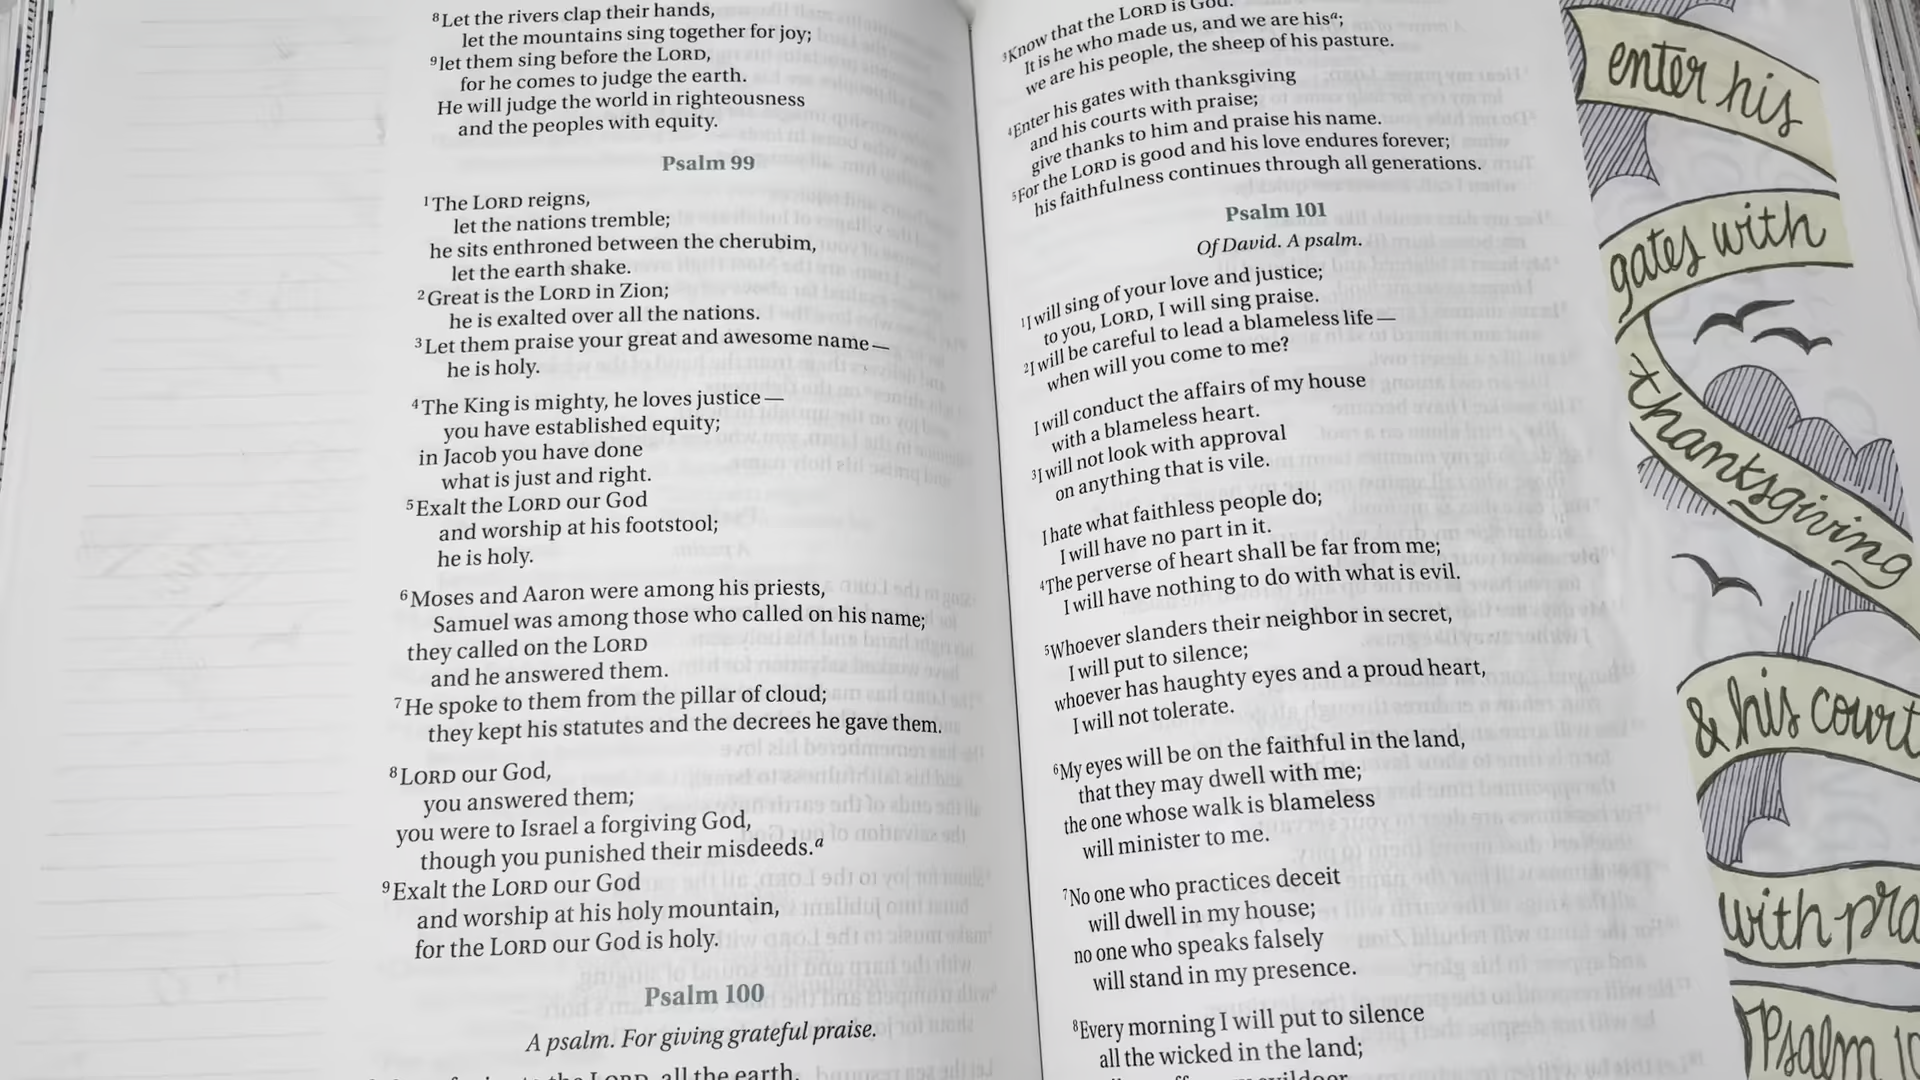 ⁸Let the rivers clap their hands,
let the mountains sing together for joy;
⁹let them sing before the LORD,
for he comes to judge the earth.
He will judge the world in righteousness
and the peoples with equity.
Psalm 99
¹The LORD reigns,
let the nations tremble;
he sits enthroned between the cherubim,
let the earth shake.
²Great is the LORD in Zion;
he is exalted over all the nations.
³Let them praise your great and awesome name—
he is holy.
⁴The King is mighty, he loves justice—
you have established equity;
in Jacob you have done
what is just and right.
⁵Exalt the LORD our God
and worship at his footstool;
he is holy.
⁶Moses and Aaron were among his priests,
Samuel was among those who called on his name;
they called on the LORD
and he answered them.
⁷He spoke to them from the pillar of cloud;
they kept his statutes and the decrees he gave them.
⁸LORD our God,
you answered them;
you were to Israel a forgiving God,
though you punished their misdeeds.ᵃ
⁹Exalt the LORD our God
and worship at his holy mountain,
for the LORD our God is holy.
Psalm 100
A psalm. For giving grateful praise.
to the LORD, all the earth.
³Know that the LORD is God.
It is he who made us, and we are hisᵃ;
we are his people, the sheep of his pasture.
⁴Enter his gates with thanksgiving
and his courts with praise;
give thanks to him and praise his name.
⁵For the LORD is good and his love endures forever;
his faithfulness continues through all generations.
Psalm 101
Of David. A psalm.
¹I will sing of your love and justice;
to you, LORD, I will sing praise.
²I will be careful to lead a blameless life—
when will you come to me?
I will conduct the affairs of my house
with a blameless heart.
³I will not look with approval
on anything that is vile.
I hate what faithless people do;
I will have no part in it.
⁴The perverse of heart shall be far from me;
I will have nothing to do with what is evil.
⁵Whoever slanders their neighbor in secret,
I will put to silence;
whoever has haughty eyes and a proud heart,
I will not tolerate.
⁶My eyes will be on the faithful in the land,
that they may dwell with me;
the one whose walk is blameless
will minister to me.
⁷No one who practices deceit
will dwell in my house;
no one who speaks falsely
will stand in my presence.
⁸Every morning I will put to silence
all the wicked in the land;
enter his
gates with
thanksgiving
& his court
with pra
Psalm 10